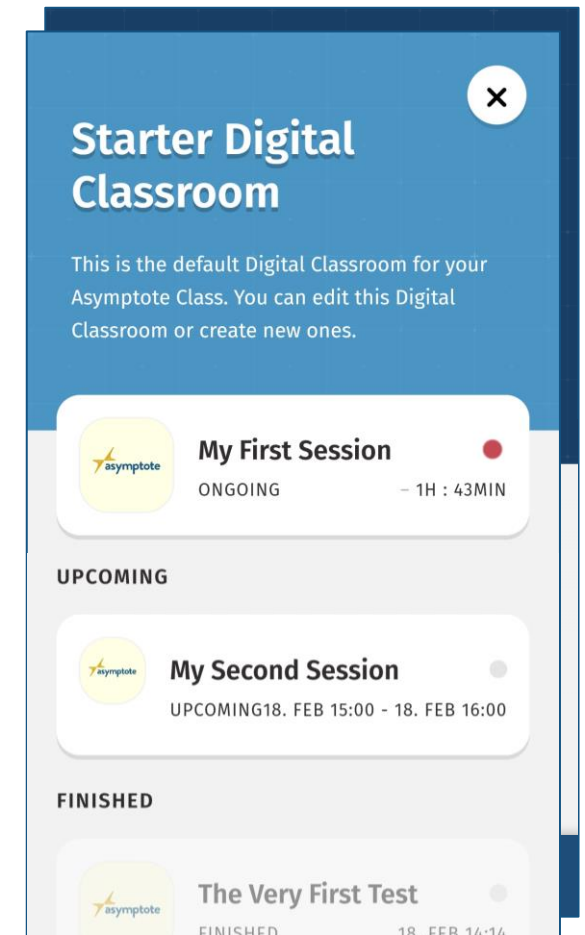 Starter Digital
Classroom
This is the default Digital Classroom for your
Asymptote Class. You can edit this Digital
Classroom or create new ones.
asymptote
My First Session
ONGOING – 1H : 43MIN
UPCOMING
asymptote
My Second Session
UPCOMING18. FEB 15:00 - 18. FEB 16:00
FINISHED
asymptote
The Very First Test
FINISHED 18. FEB 14:14